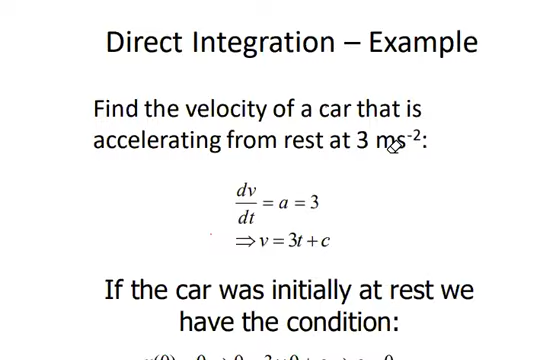 Direct Integration – Example
Find the velocity of a car that is
accelerating from rest at 3 ms⁻²:
dv/dt = a = 3
⇒ v = 3t + c
If the car was initially at rest we
have the condition: